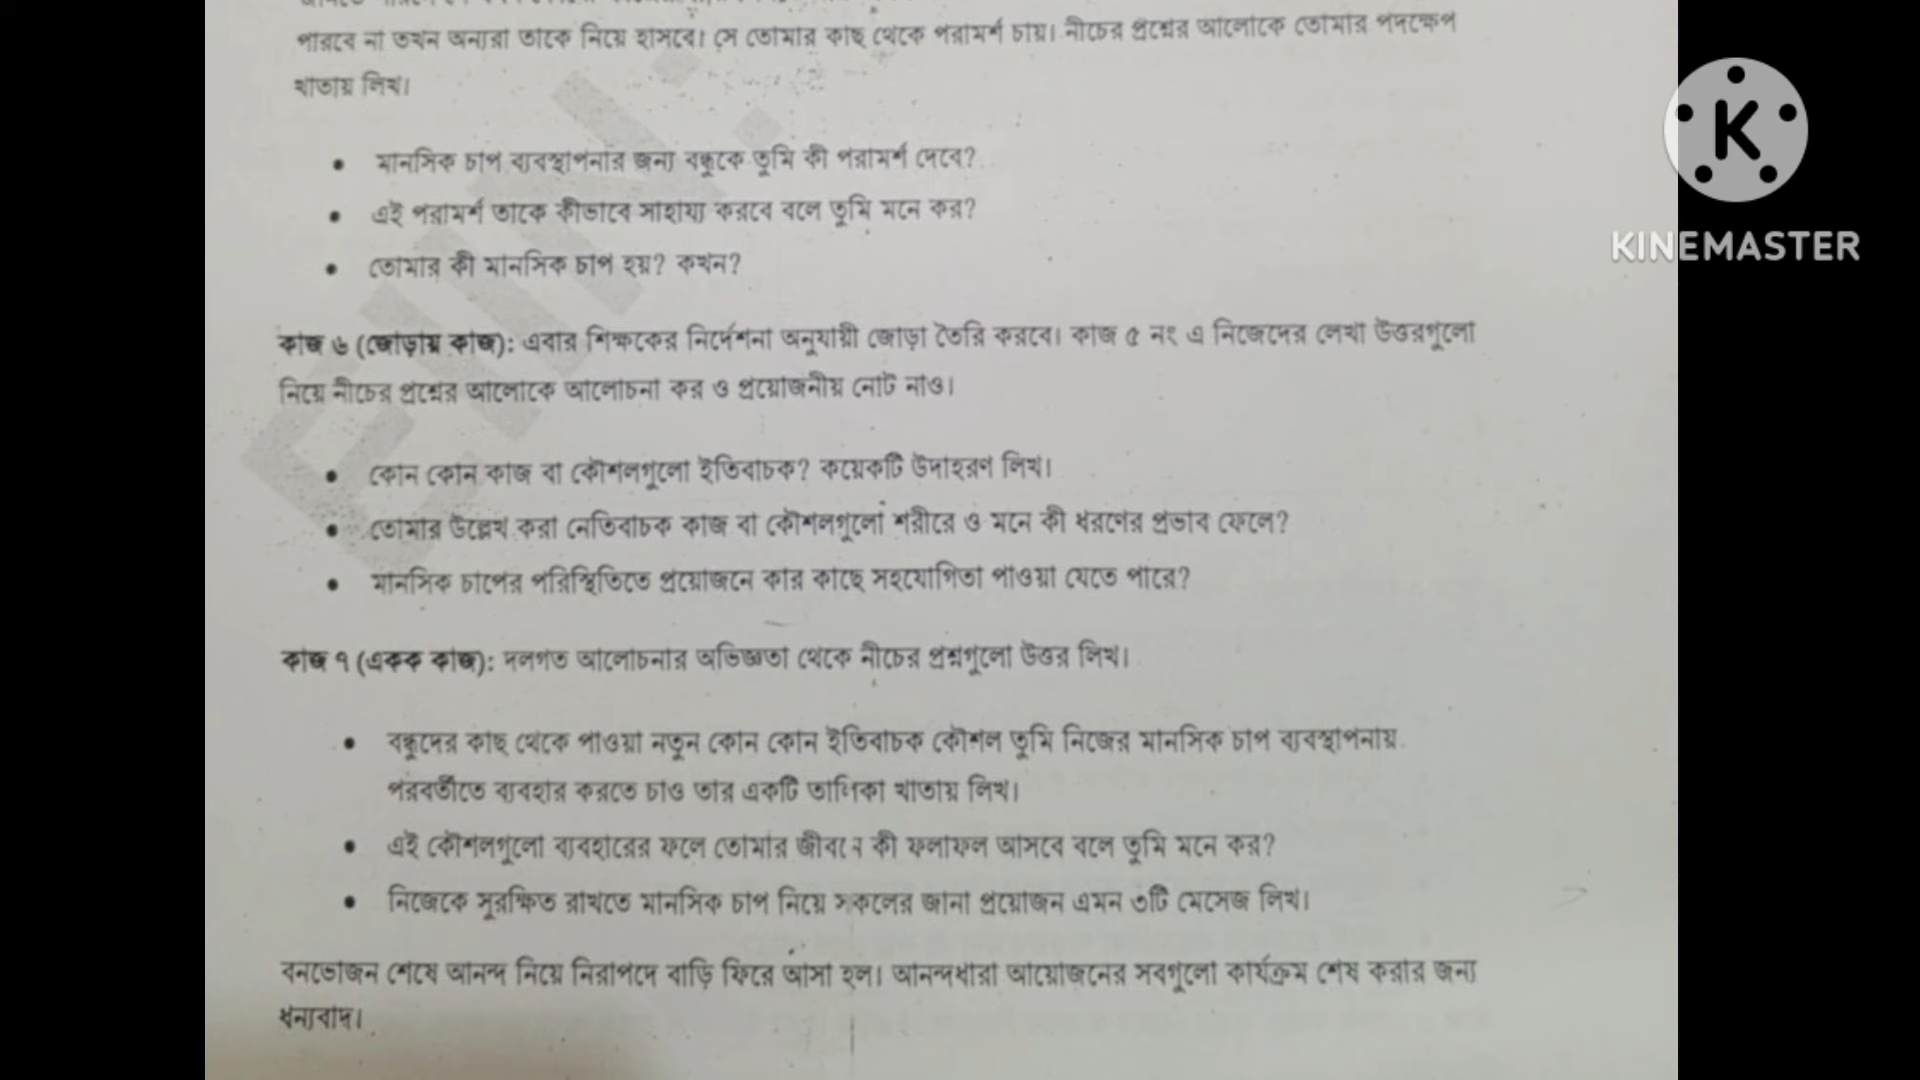 পারবে না তখন অন্যরা তাকে নিয়ে হাসবে। সে তোমার কাছ থেকে পরামর্শ চায়। নীচের প্রশ্নের আলোকে তোমার পদক্ষেপ
খাতায় লিখ।
• মানসিক চাপ ব্যবস্থাপনার জন্য বন্ধুকে তুমি কী পরামর্শ দেবে?
• এই পরামর্শ তাকে কীভাবে সাহায্য করবে বলে তুমি মনে কর?
• তোমার কী মানসিক চাপ হয়? কখন?
KINEMASTER
কাজ ৬ (জোড়ায় কাজ): এবার শিক্ষকের নির্দেশনা অনুযায়ী জোড়া তৈরি করবে। কাজ ৫ নং এ নিজেদের লেখা উত্তরগুলো
নিয়ে নীচের প্রশ্নের আলোকে আলোচনা কর ও প্রয়োজনীয় নোট নাও।
• কোন কোন কাজ বা কৌশলগুলো ইতিবাচক? কয়েকটি উদাহরণ লিখ।
• তোমার উল্লেখ করা নেতিবাচক কাজ বা কৌশলগুলো শরীরে ও মনে কী ধরণের প্রভাব ফেলে?
• মানসিক চাপের পরিস্থিতিতে প্রয়োজনে কার কাছে সহযোগিতা পাওয়া যেতে পারে?
কাজ ৭ (একক কাজ): দলগত আলোচনার অভিজ্ঞতা থেকে নীচের প্রশ্নগুলো উত্তর লিখ।
• বন্ধুদের কাছ থেকে পাওয়া নতুন কোন কোন ইতিবাচক কৌশল তুমি নিজের মানসিক চাপ ব্যবস্থাপনায়
পরবর্তীতে ব্যবহার করতে চাও তার একটি তালিকা খাতায় লিখ।
• এই কৌশলগুলো ব্যবহারের ফলে তোমার জীবনে কী ফলাফল আসবে বলে তুমি মনে কর?
• নিজেকে সুরক্ষিত রাখতে মানসিক চাপ নিয়ে সকলের জানা প্রয়োজন এমন ৩টি মেসেজ লিখ।
বনভোজন শেষে আনন্দ নিয়ে নিরাপদে বাড়ি ফিরে আসা হল। আনন্দধারা আয়োজনের সবগুলো কার্যক্রম শেষ করার জন্য
ধন্যবাদ।